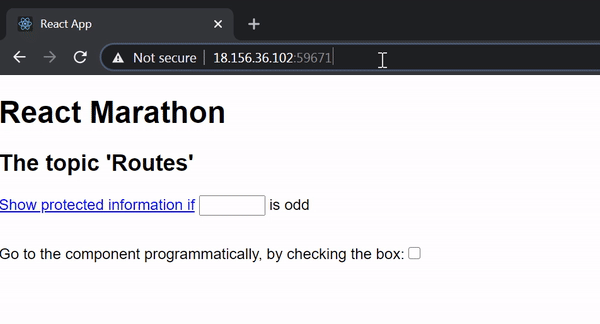 React App
Not secure 18.156.36.102:59671
React Marathon
The topic 'Routes'
Show protected information if is odd
Go to the component programmatically, by checking the box: